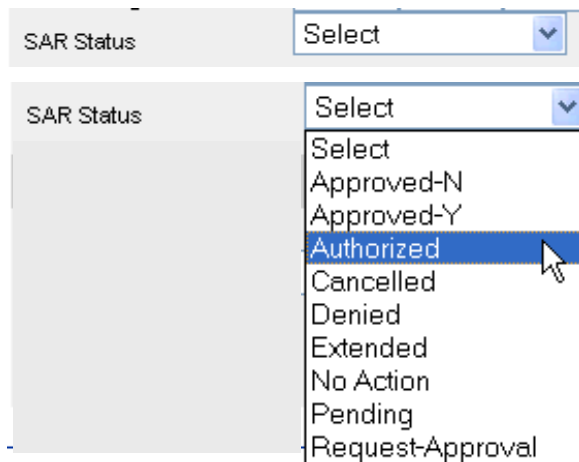 SAR Status Select
SAR Status Select
Select
Approved-N
Approved-Y
Authorized
Cancelled
Denied
Extended
No Action
Pending
Request-Approval